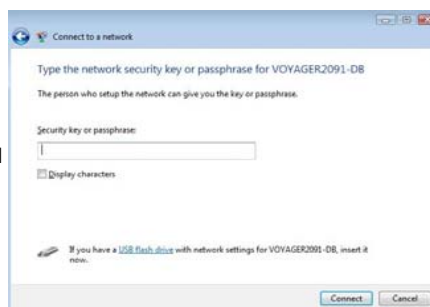 Connect to a network
Type the network security key or passphrase for VOYAGER2091-DB
The person who setup the network can give you the key or passphrase.
Security key or passphrase:
Display characters
If you have a USB flash drive with network settings for VOYAGER2091-DB, insert it
now.
Connect Cancel